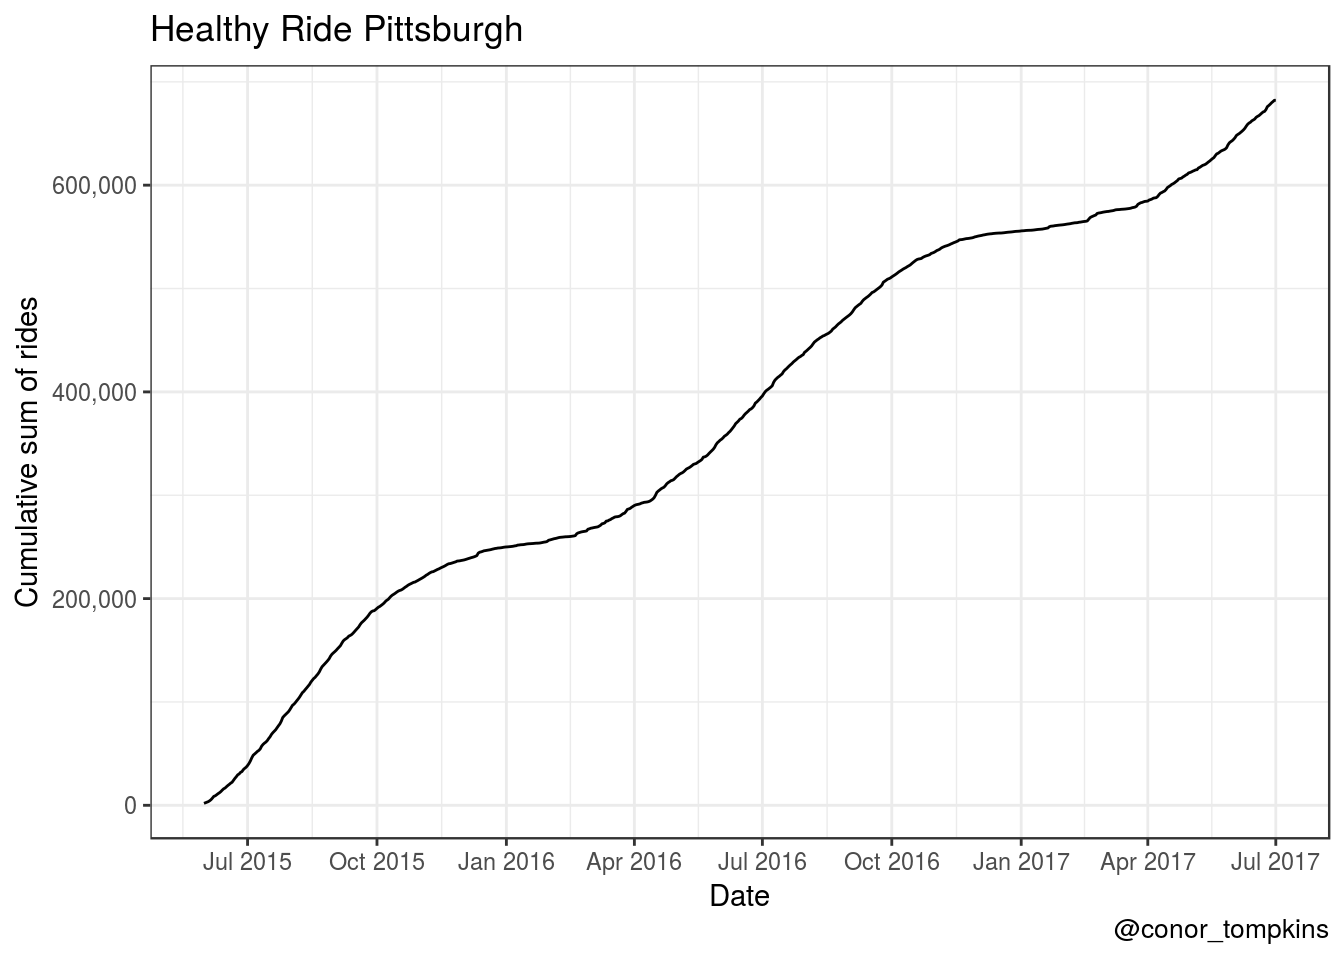 Healthy Ride Pittsburgh
Cumulative sum of rides
600,000
400,000
200,000
0
Jul 2015 Oct 2015 Jan 2016 Apr 2016 Jul 2016 Oct 2016 Jan 2017 Apr 2017 Jul 2017
Date
@conor_tompkins